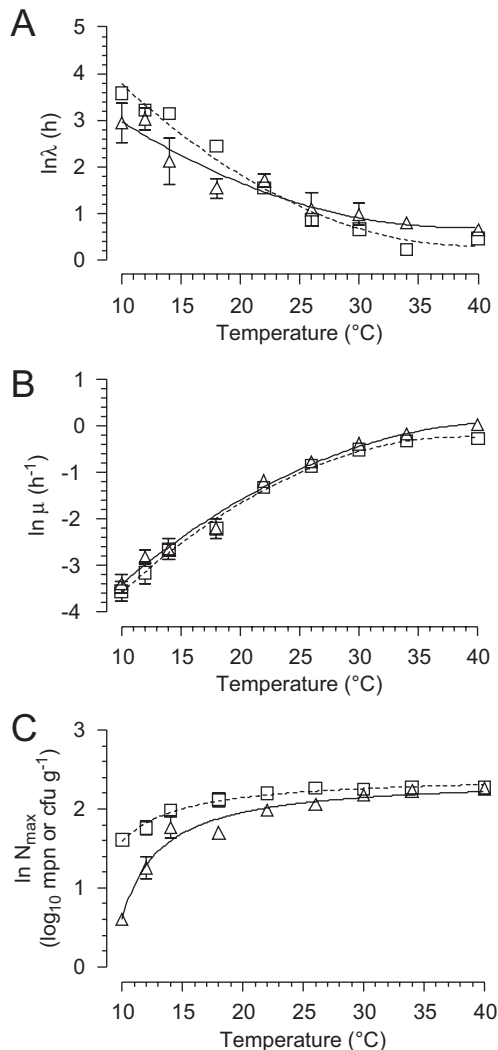 A
5
4
3
2
1
0
lnλ (h)
10 15 20 25 30 35 40
Temperature (°C)
B
1
0
-1
-2
-3
-4
ln μ (h-1)
10 15 20 25 30 35 40
Temperature (°C)
C
3
2
1
0
ln Nmax
(log10 mpn or cfu g-1)
10 15 20 25 30 35 40
Temperature (°C)